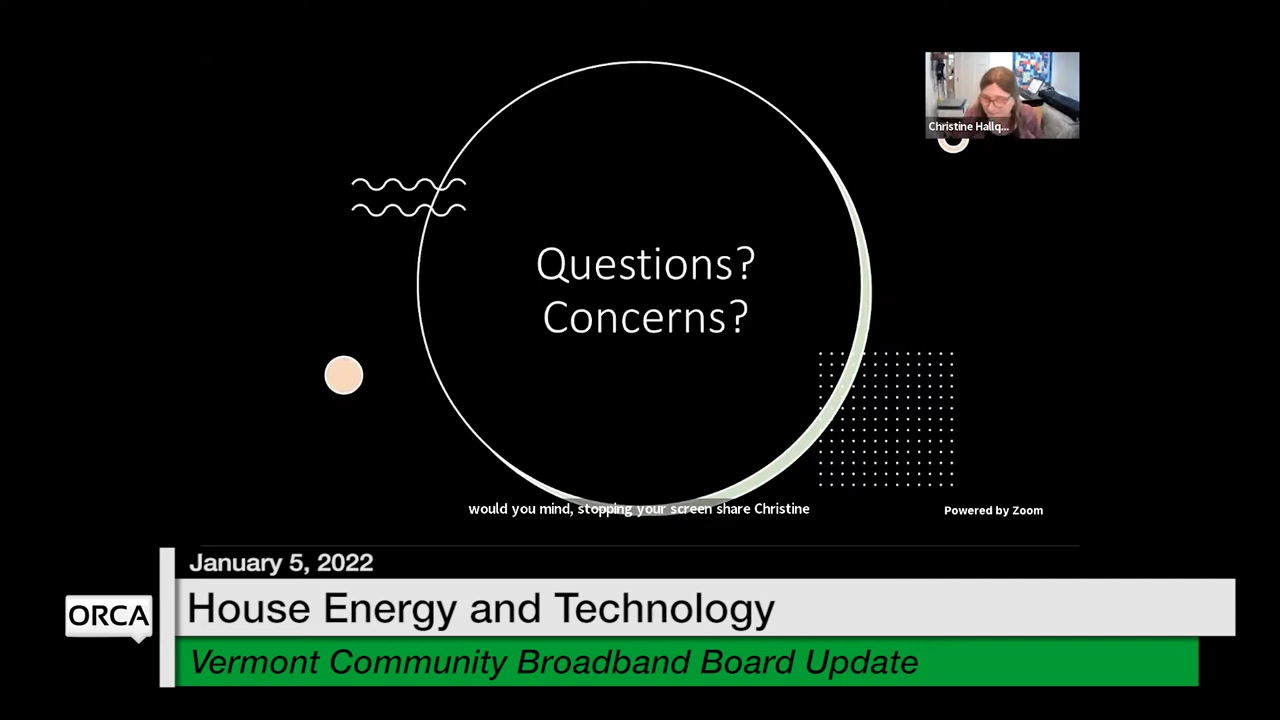 Christine Hallq...
Questions?
Concerns?
would you mind, stopping your screen share Christine
Powered by Zoom
January 5, 2022
ORCA
House Energy and Technology
Vermont Community Broadband Board Update